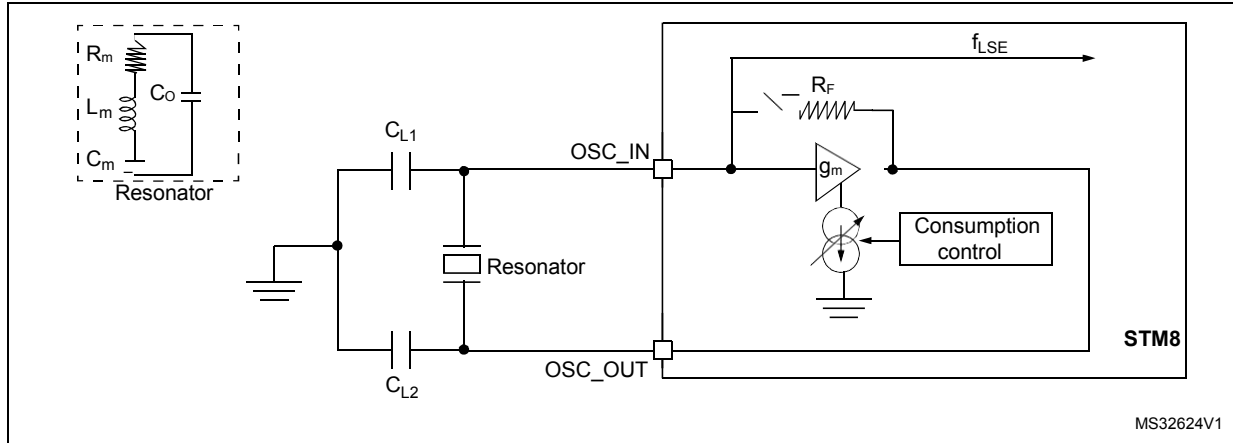 Rm
Lm
CO
Cm
Resonator
fLSE
RF
CL1
OSC_IN
gm
Consumption
control
Resonator
STM8
OSC_OUT
CL2
MS32624V1